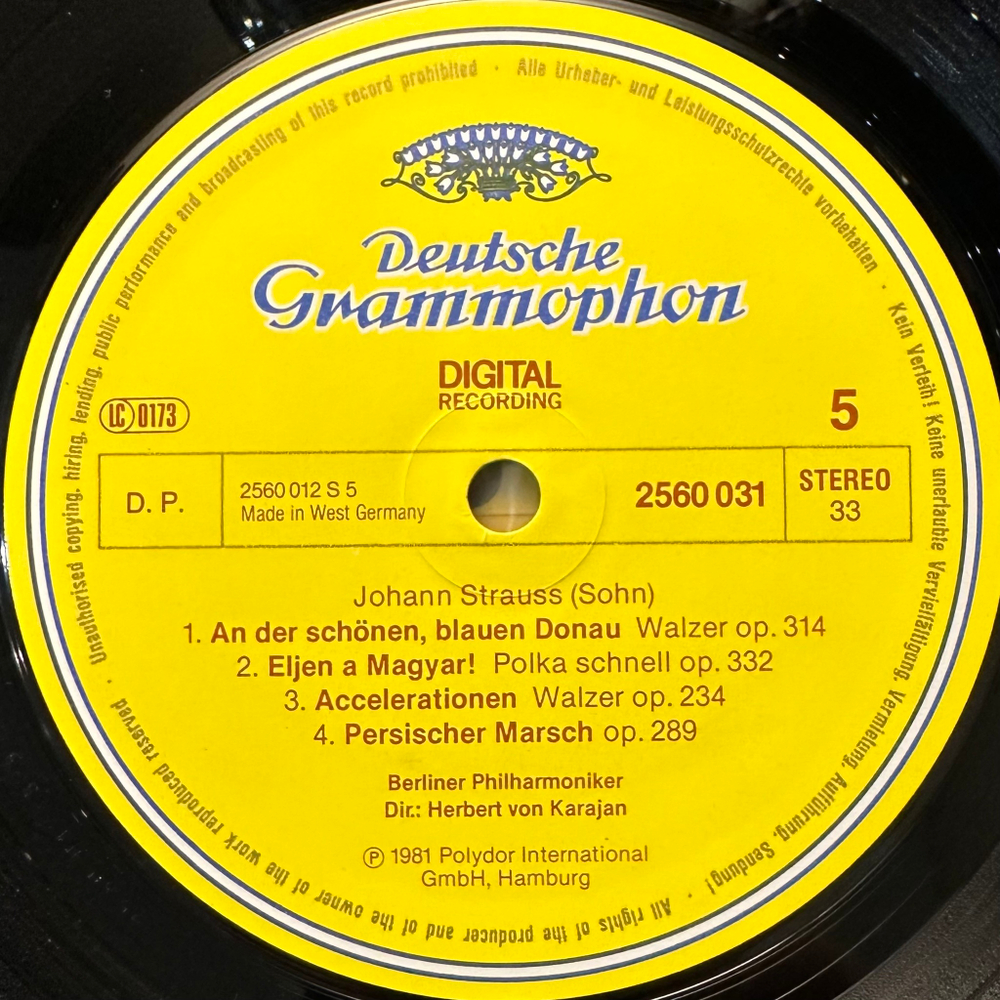 Unauthorised copying, hiring, lending, public performance and broadcasting of this record prohibited · Alle Urheber- und Leistungsschutzrechte vorbehalten · Kein Verleih! Keine unerlaubte Vervielfältigung, Vermietung, Aufführung, Sendung! · All rights of the producer and of the owner of the work reproduced reserved ·
Deutsche
Grammophon
DIGITAL
RECORDING
LC 0173
5
D. P.
2560 012 S 5
Made in West Germany
2560 031
STEREO
33
Johann Strauss (Sohn)
1. An der schönen, blauen Donau Walzer op. 314
2. Eljen a Magyar! Polka schnell op. 332
3. Accelerationen Walzer op. 234
4. Persischer Marsch op. 289
Berliner Philharmoniker
Dir.: Herbert von Karajan
℗ 1981 Polydor International
GmbH, Hamburg